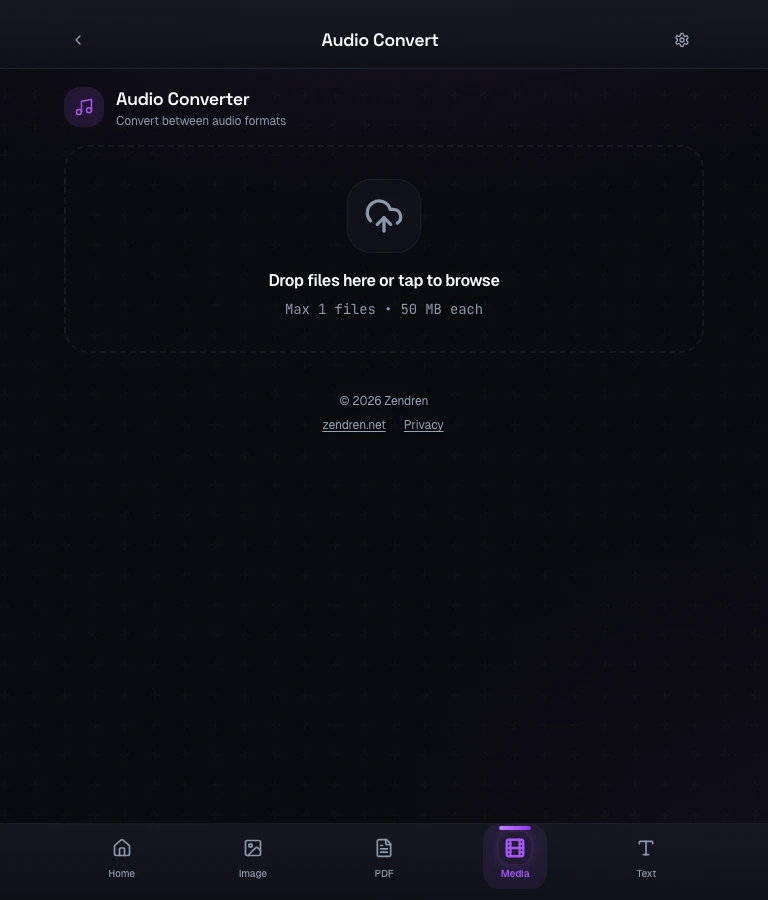 Audio Convert
Audio Converter
Convert between audio formats
Drop files here or tap to browse
Max 1 files • 50 MB each
© 2026 Zendren
zendren.net Privacy
Home Image PDF Media Text